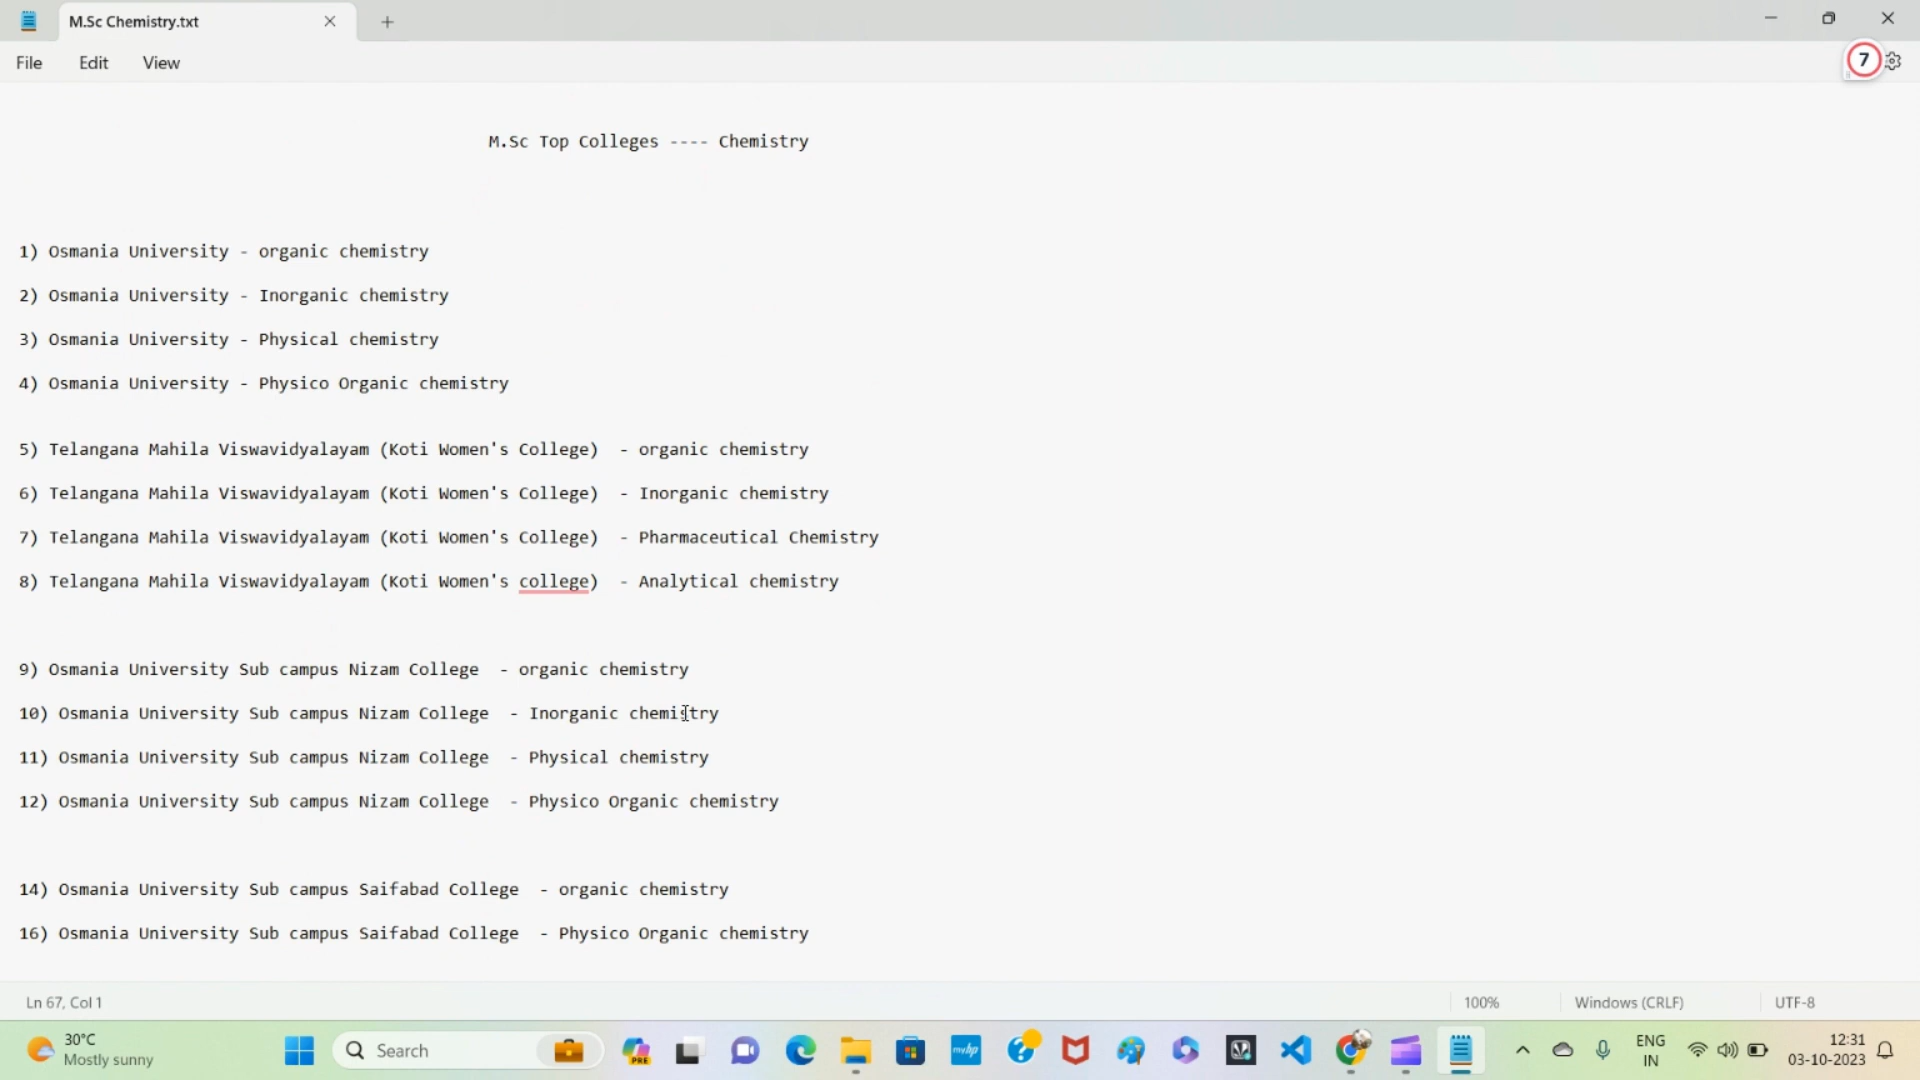 M.Sc Chemistry.txt
File Edit View
7
M.Sc Top Colleges ---- Chemistry
1) Osmania University - organic chemistry
2) Osmania University - Inorganic chemistry
3) Osmania University - Physical chemistry
4) Osmania University - Physico Organic chemistry
5) Telangana Mahila Viswavidyalayam (Koti Women's College)  - organic chemistry
6) Telangana Mahila Viswavidyalayam (Koti Women's College)  - Inorganic chemistry
7) Telangana Mahila Viswavidyalayam (Koti Women's College)  - Pharmaceutical Chemistry
8) Telangana Mahila Viswavidyalayam (Koti Women's college)  - Analytical chemistry
9) Osmania University Sub campus Nizam College  - organic chemistry
10) Osmania University Sub campus Nizam College  - Inorganic chemistry
11) Osmania University Sub campus Nizam College  - Physical chemistry
12) Osmania University Sub campus Nizam College  - Physico Organic chemistry
14) Osmania University Sub campus Saifabad College  - organic chemistry
16) Osmania University Sub campus Saifabad College  - Physico Organic chemistry
Ln 67, Col 1 100% Windows (CRLF) UTF-8
30°C
Mostly sunny
Search
PRE
myhp
ENG
IN
12:31
03-10-2023